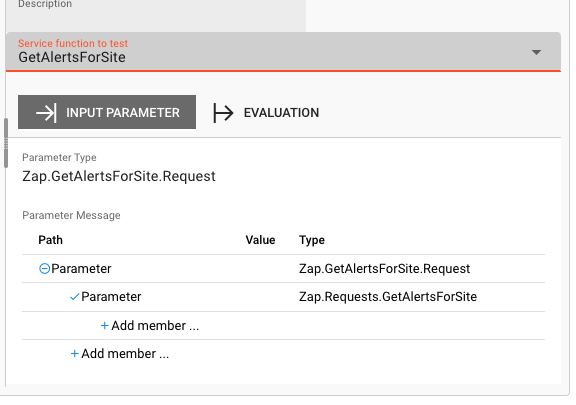 Description
Service function to test
GetAlertsForSite
INPUT PARAMETER EVALUATION
Parameter Type
Zap.GetAlertsForSite.Request
Parameter Message
Path Value Type
Parameter Zap.GetAlertsForSite.Request
Parameter Zap.Requests.GetAlertsForSite
+ Add member ...
+ Add member ...